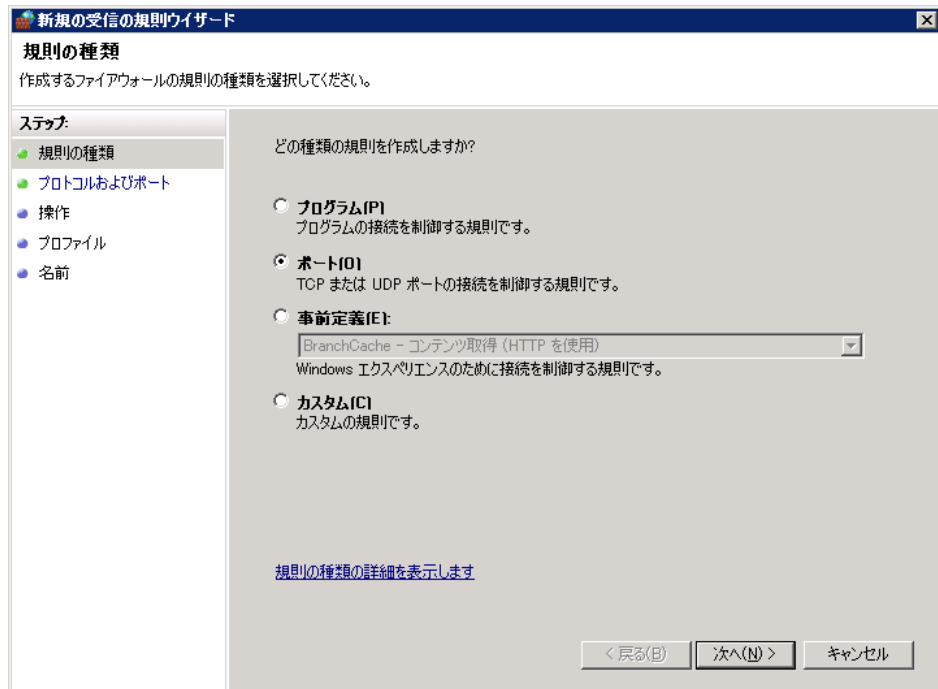 新規の受信の規則ウィザード
規則の種類
作成するファイアウォールの規則の種類を選択してください。
ステップ:
規則の種類
プロトコルおよびポート
操作
プロファイル
名前
どの種類の規則を作成しますか?
プログラム(P)
プログラムの接続を制御する規則です。
ポート(O)
TCP または UDP ポートの接続を制御する規則です。
事前定義(E):
BranchCache - コンテンツ取得 (HTTP を使用)
Windows エクスペリエンスのために接続を制御する規則です。
カスタム(C)
カスタムの規則です。
規則の種類の詳細を表示します
< 戻る(B)
次へ(N) >
キャンセル